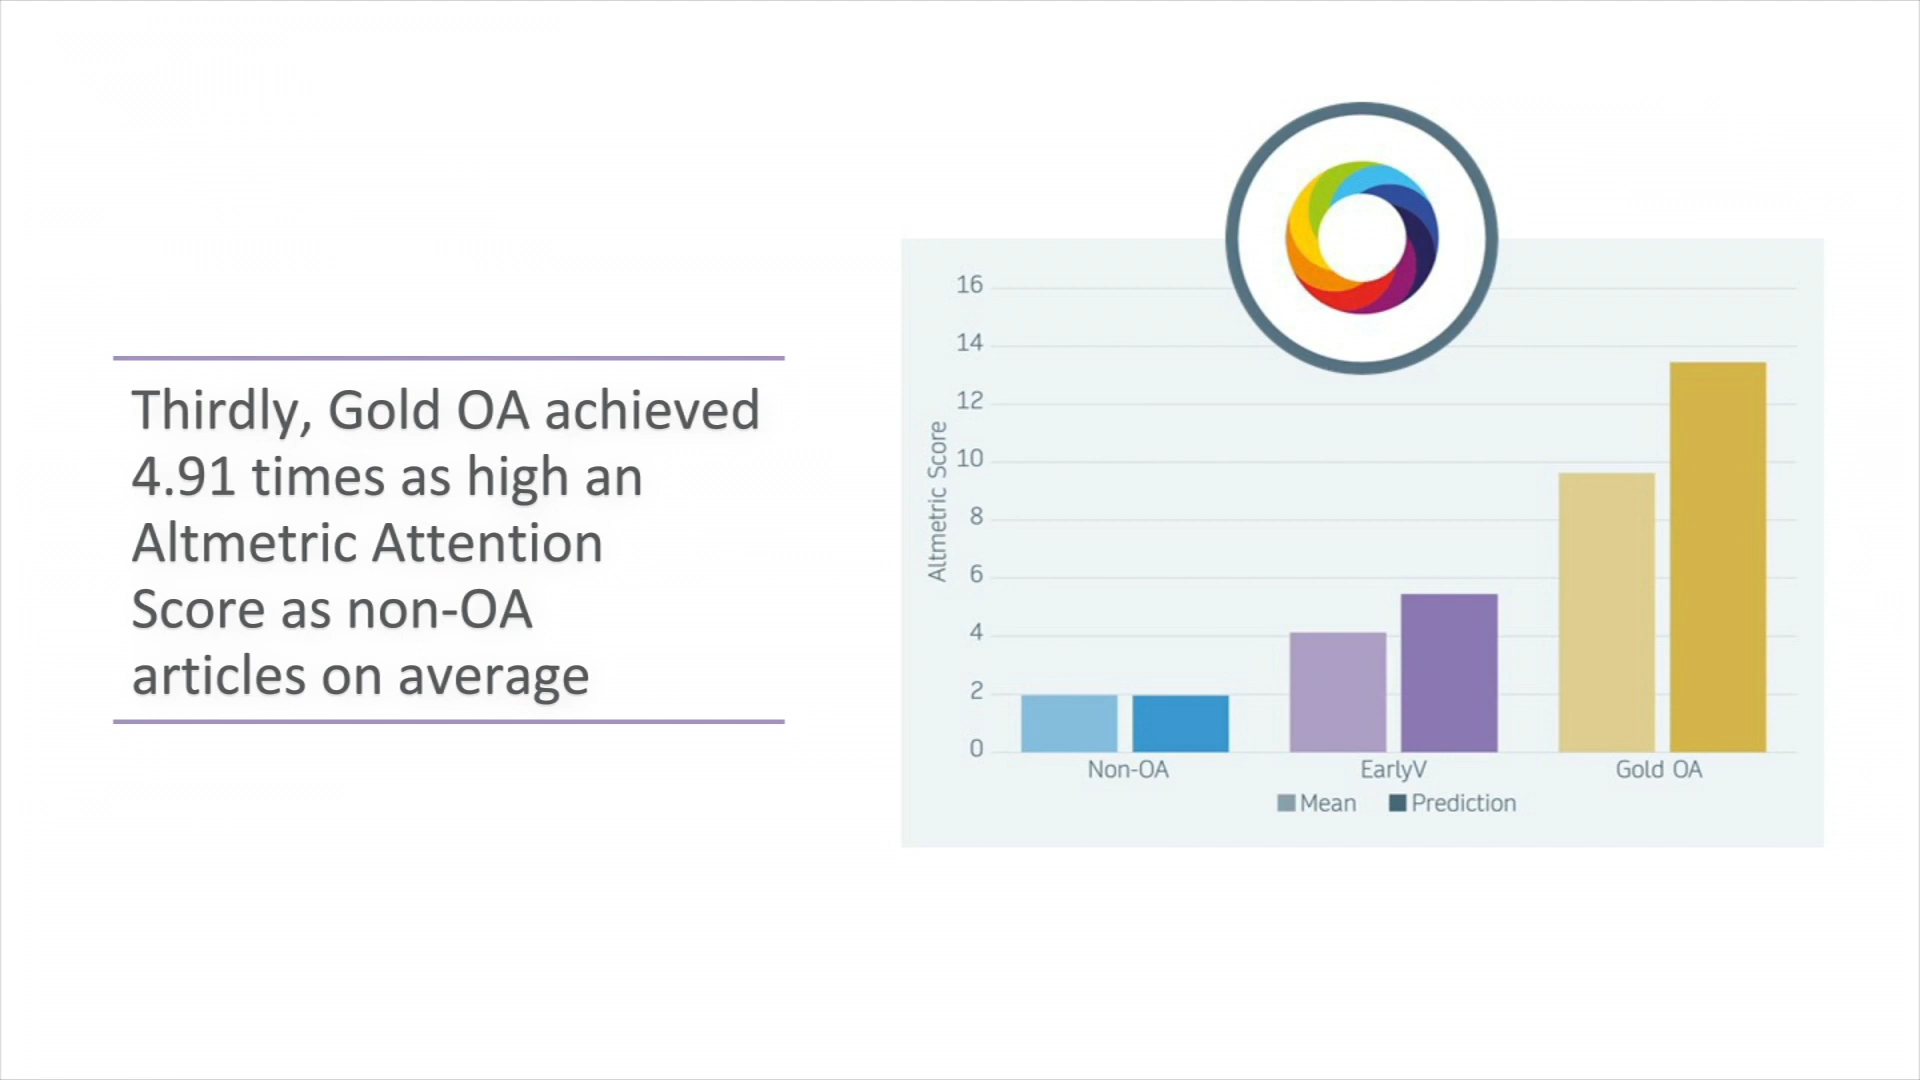 Thirdly, Gold OA achieved
4.91 times as high an
Altmetric Attention
Score as non-OA
articles on average
Altmetric Score
16
14
12
10
8
6
4
2
0
Non-OA EarlyV Gold OA
Mean Prediction